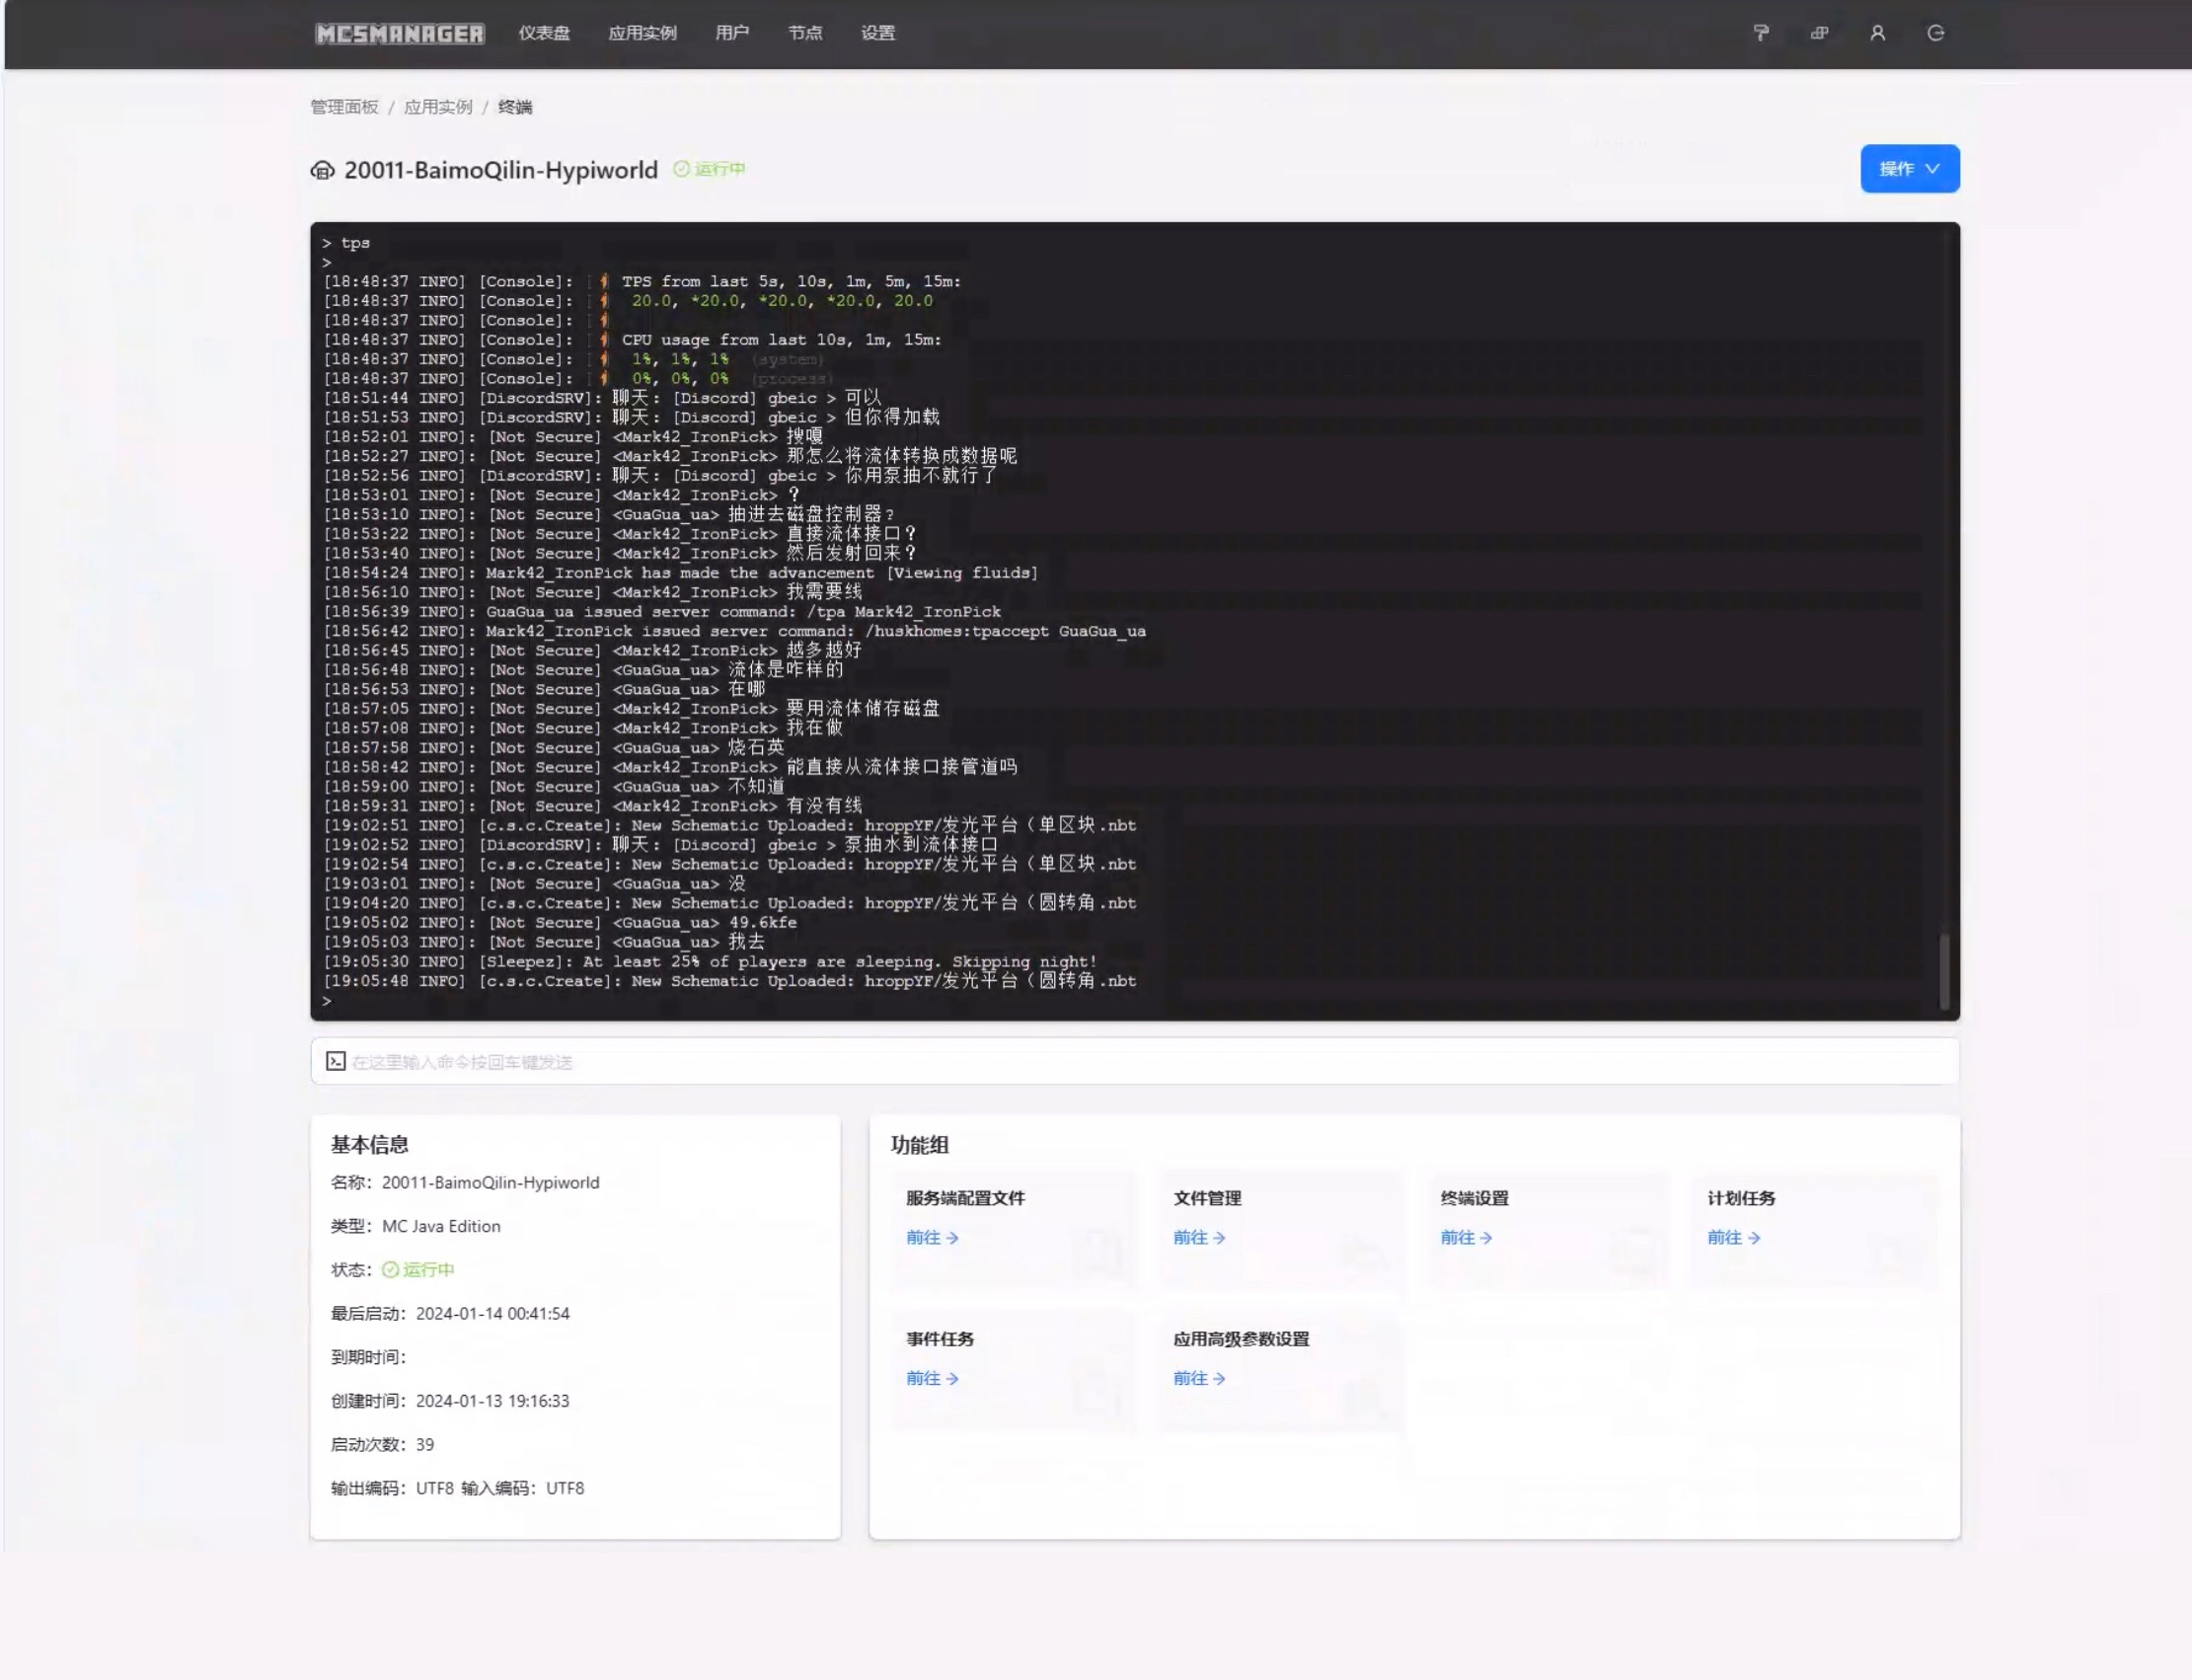 MCSMANAGER 仪表盘 应用实例 用户 节点 设置
管理面板 / 应用实例 / 终端
20011-BaimoQilin-Hypiworld 运行中
操作
> tps
>
[18:48:37 INFO] [Console]: TPS from last 5s, 10s, 1m, 5m, 15m:
[18:48:37 INFO] [Console]: 20.0, *20.0, *20.0, *20.0, 20.0
[18:48:37 INFO] [Console]:
[18:48:37 INFO] [Console]: CPU usage from last 10s, 1m, 15m:
[18:48:37 INFO] [Console]: 1%, 1%, 1% (system)
[18:48:37 INFO] [Console]: 0%, 0%, 0% (process)
[18:51:44 INFO] [DiscordSRV]: 聊天: [Discord] gbeic > 可以
[18:51:53 INFO] [DiscordSRV]: 聊天: [Discord] gbeic > 但你得加载
[18:52:01 INFO]: [Not Secure] <Mark42_IronPick> 搜嘎
[18:52:27 INFO]: [Not Secure] <Mark42_IronPick> 那怎么将流体转换成数据呢
[18:52:56 INFO] [DiscordSRV]: 聊天: [Discord] gbeic > 你用泵抽不就行了
[18:53:01 INFO]: [Not Secure] <Mark42_IronPick> ？
[18:53:10 INFO]: [Not Secure] <GuaGua_ua> 抽进去磁盘控制器?
[18:53:22 INFO]: [Not Secure] <Mark42_IronPick> 直接流体接口？
[18:53:40 INFO]: [Not Secure] <Mark42_IronPick> 然后发射回来？
[18:54:24 INFO]: Mark42_IronPick has made the advancement [Viewing fluids]
[18:56:10 INFO]: [Not Secure] <Mark42_IronPick> 我需要线
[18:56:39 INFO]: GuaGua_ua issued server command: /tpa Mark42_IronPick
[18:56:42 INFO]: Mark42_IronPick issued server command: /huskhomes:tpaccept GuaGua_ua
[18:56:45 INFO]: [Not Secure] <Mark42_IronPick> 越多越好
[18:56:48 INFO]: [Not Secure] <GuaGua_ua> 流体是咋样的
[18:56:53 INFO]: [Not Secure] <GuaGua_ua> 在哪
[18:57:05 INFO]: [Not Secure] <Mark42_IronPick> 要用流体储存磁盘
[18:57:08 INFO]: [Not Secure] <Mark42_IronPick> 我在做
[18:57:58 INFO]: [Not Secure] <GuaGua_ua> 烧石英
[18:58:42 INFO]: [Not Secure] <Mark42_IronPick> 能直接从流体接口接管道吗
[18:59:00 INFO]: [Not Secure] <GuaGua_ua> 不知道
[18:59:31 INFO]: [Not Secure] <Mark42_IronPick> 有没有线
[19:02:51 INFO] [c.s.c.Create]: New Schematic Uploaded: hroppYF/发光平台（单区块.nbt
[19:02:52 INFO] [DiscordSRV]: 聊天: [Discord] gbeic > 泵抽水到流体接口
[19:02:54 INFO] [c.s.c.Create]: New Schematic Uploaded: hroppYF/发光平台（单区块.nbt
[19:03:01 INFO]: [Not Secure] <GuaGua_ua> 没
[19:04:20 INFO] [c.s.c.Create]: New Schematic Uploaded: hroppYF/发光平台（圆转角.nbt
[19:05:02 INFO]: [Not Secure] <GuaGua_ua> 49.6kfe
[19:05:03 INFO]: [Not Secure] <GuaGua_ua> 我去
[19:05:30 INFO] [Sleepez]: At least 25% of players are sleeping. Skipping night!
[19:05:48 INFO] [c.s.c.Create]: New Schematic Uploaded: hroppYF/发光平台（圆转角.nbt
>
在这里输入命令按回车键发送
基本信息
名称：20011-BaimoQilin-Hypiworld
类型：MC Java Edition
状态：运行中
最后启动：2024-01-14 00:41:54
到期时间：
创建时间：2024-01-13 19:16:33
启动次数：39
输出编码：UTF8 输入编码：UTF8
功能组
服务端配置文件 文件管理 终端设置 计划任务
前往 前往 前往 前往
事件任务 应用高级参数设置
前往 前往